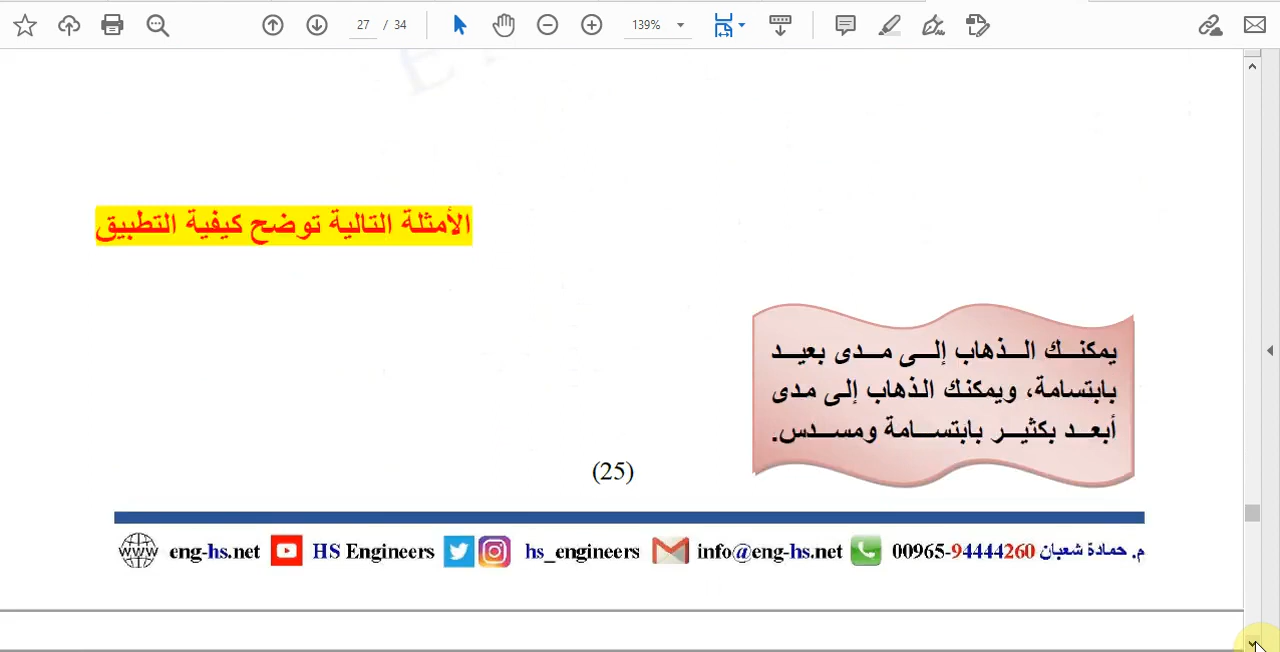 27 / 34
139%
الأمثلة التالية توضح كيفية التطبيق
يمكنك الذهاب إلى مدى بعيد
بابتسامة، ويمكنك الذهاب إلى مدى
أبعد بكثير بابتسامة ومسدس.
(25)
www eng-hs.net HS Engineers hs_engineers info@eng-hs.net 00965-94444260 م. حمادة شعبان